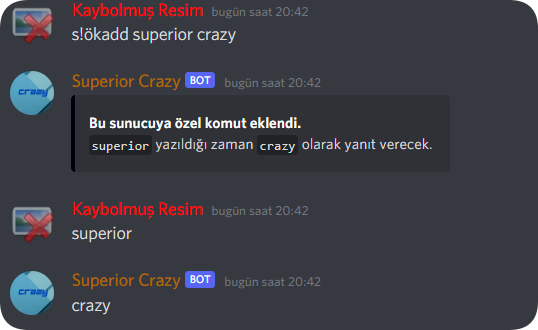 Kaybolmuş Resim bugün saat 20:42
s!ökadd superior crazy
crazy
Superior Crazy BOT bugün saat 20:42
Bu sunucuya özel komut eklendi.
superior yazıldığı zaman crazy olarak yanıt verecek.
Kaybolmuş Resim bugün saat 20:42
superior
crazy
Superior Crazy BOT bugün saat 20:42
crazy